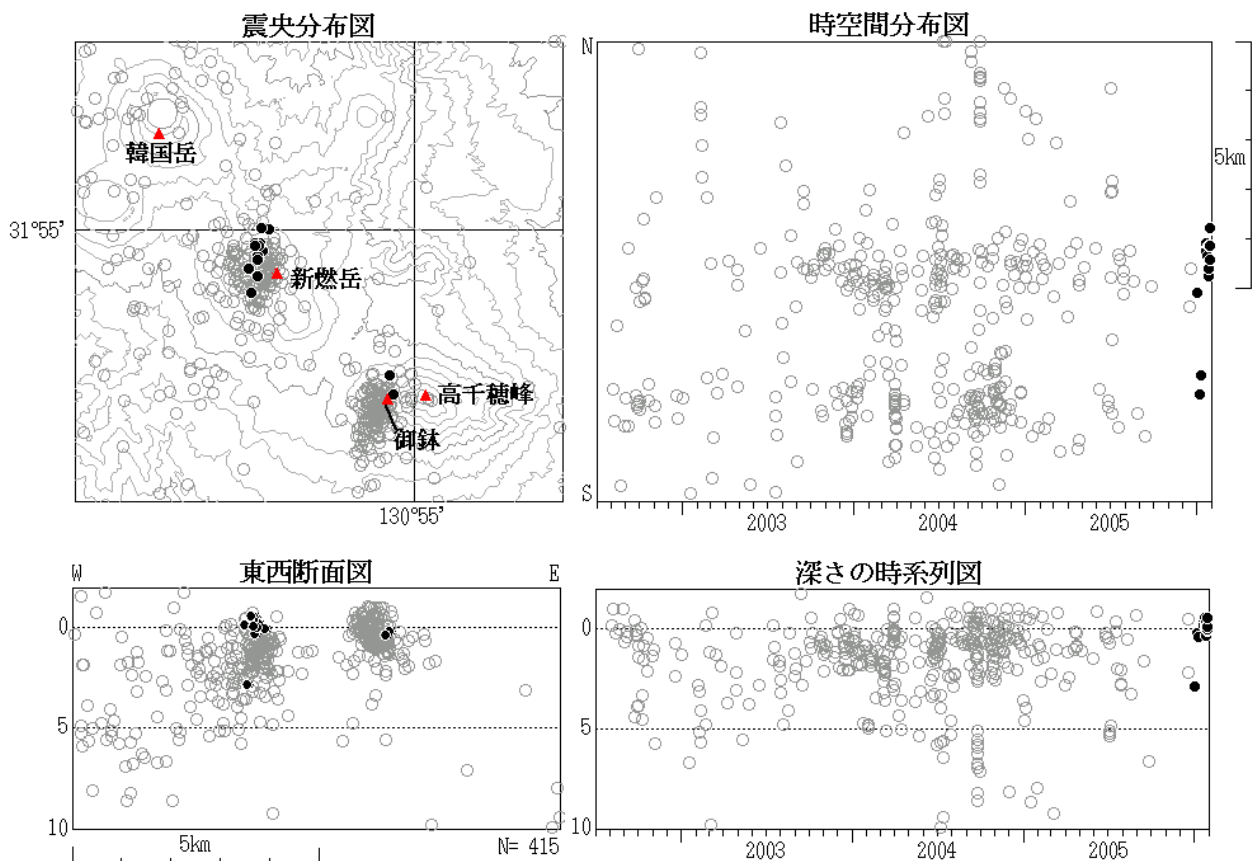 震央分布図
時空間分布図
韓国岳
新燃岳
高千穂峰
御鉢
31°55'
130°55'
N
S
5km
2003
2004
2005
東西断面図
W
E
0
5
10
5km
N= 415
深さの時系列図
0
5
10
2003
2004
2005